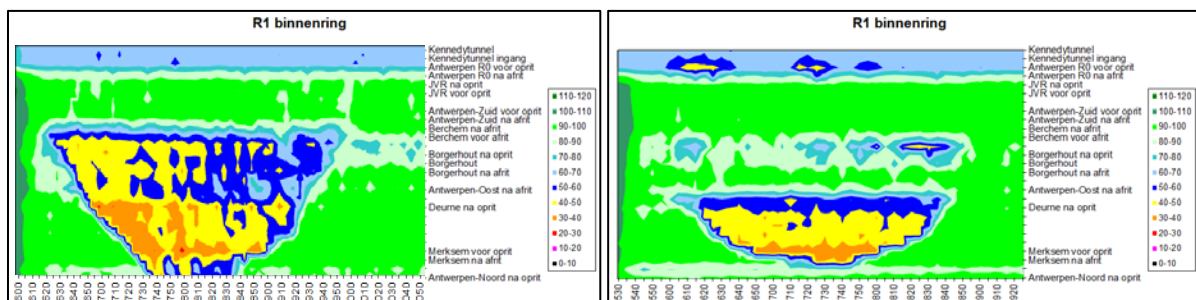 R1 binnenring
Kennedytunnel
Kennedytunnel ingang
Antwerpen R0 voor oprit
Antwerpen R0 na afrit
JVR na oprit
JVR voor oprit
Antwerpen-Zuid voor oprit
Antwerpen-Zuid na afrit
Berchem na afrit
Berchem voor afrit
Borgerhout na oprit
Borgerhout
Borgerhout na afrit
Antwerpen-Oost na afrit
Deurne na oprit
Merksem voor oprit
Merksem na afrit
Antwerpen-Noord na oprit
110-120
100-110
90-100
80-90
70-80
60-70
50-60
40-50
30-40
20-30
10-20
0-10
R1 binnenring
Kennedytunnel
Kennedytunnel ingang
Antwerpen R0 voor oprit
Antwerpen R0 na afrit
JVR na oprit
JVR voor oprit
Antwerpen-Zuid voor oprit
Antwerpen-Zuid na afrit
Berchem na afrit
Berchem voor afrit
Borgerhout na oprit
Borgerhout
Borgerhout na afrit
Antwerpen-Oost na afrit
Deurne na oprit
Merksem voor oprit
Merksem na afrit
Antwerpen-Noord na oprit
110-120
100-110
90-100
80-90
70-80
60-70
50-60
40-50
30-40
20-30
10-20
0-10